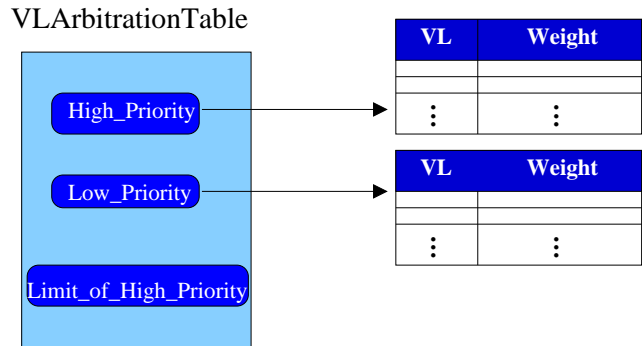 VLArbitrationTable
VL Weight
High_Priority
⋮ ⋮
VL Weight
Low_Priority
⋮ ⋮
Limit_of_High_Priority